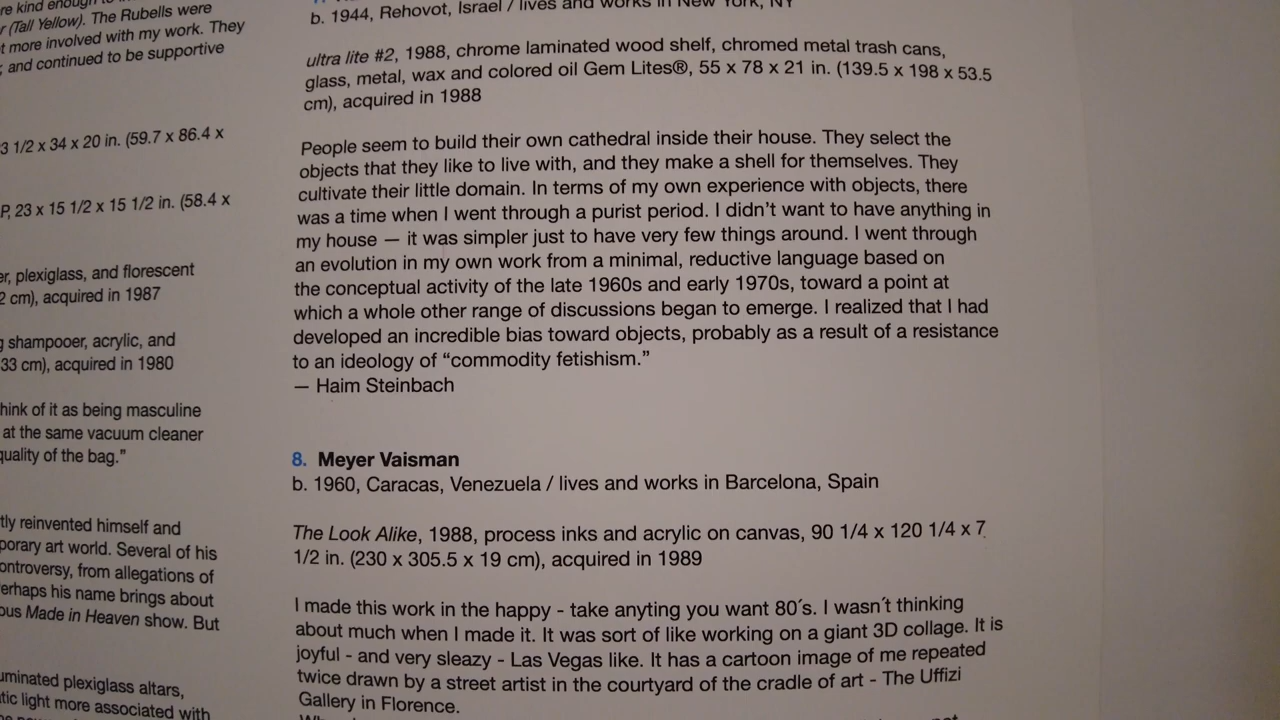 (Tall Yellow). The Rubells were
more involved with my work. They
and continued to be supportive
3 1/2 x 34 x 20 in. (59.7 x 86.4 x
P, 23 x 15 1/2 x 15 1/2 in. (58.4 x
plexiglass, and florescent
2 cm), acquired in 1987
shampooer, acrylic, and
33 cm), acquired in 1980
think of it as being masculine
at the same vacuum cleaner
quality of the bag."
reinvented himself and
art world. Several of his
controversy, from allegations of
his name brings about
Made in Heaven show. But
plexiglass altars,
light more associated with
b. 1944, Rehovot, Israel / lives and works in New York, NY
ultra lite #2, 1988, chrome laminated wood shelf, chromed metal trash cans,
glass, metal, wax and colored oil Gem Lites®, 55 x 78 x 21 in. (139.5 x 198 x 53.5
cm), acquired in 1988
People seem to build their own cathedral inside their house. They select the
objects that they like to live with, and they make a shell for themselves. They
cultivate their little domain. In terms of my own experience with objects, there
was a time when I went through a purist period. I didn't want to have anything in
my house — it was simpler just to have very few things around. I went through
an evolution in my own work from a minimal, reductive language based on
the conceptual activity of the late 1960s and early 1970s, toward a point at
which a whole other range of discussions began to emerge. I realized that I had
developed an incredible bias toward objects, probably as a result of a resistance
to an ideology of “commodity fetishism.”
— Haim Steinbach
8. Meyer Vaisman
b. 1960, Caracas, Venezuela / lives and works in Barcelona, Spain
The Look Alike, 1988, process inks and acrylic on canvas, 90 1/4 x 120 1/4 x 7
1/2 in. (230 x 305.5 x 19 cm), acquired in 1989
I made this work in the happy - take anyting you want 80´s. I wasn´t thinking
about much when I made it. It was sort of like working on a giant 3D collage. It is
joyful - and very sleazy - Las Vegas like. It has a cartoon image of me repeated
twice drawn by a street artist in the courtyard of the cradle of art - The Uffizi
Gallery in Florence.